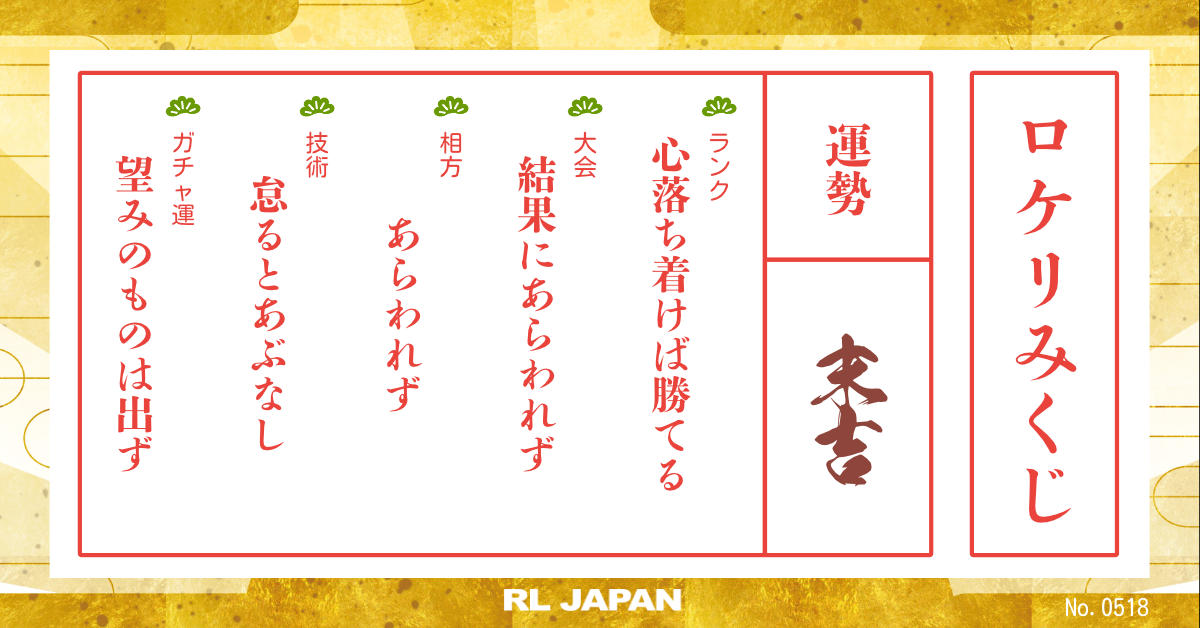 ロケリみくじ
運勢
末吉
ランク
心落ち着けば勝てる
大会
結果にあらわれず
相方
あらわれず
技術
怠るとあぶなし
ガチャ運
望みのものは出ず
RL JAPAN
No. 0518